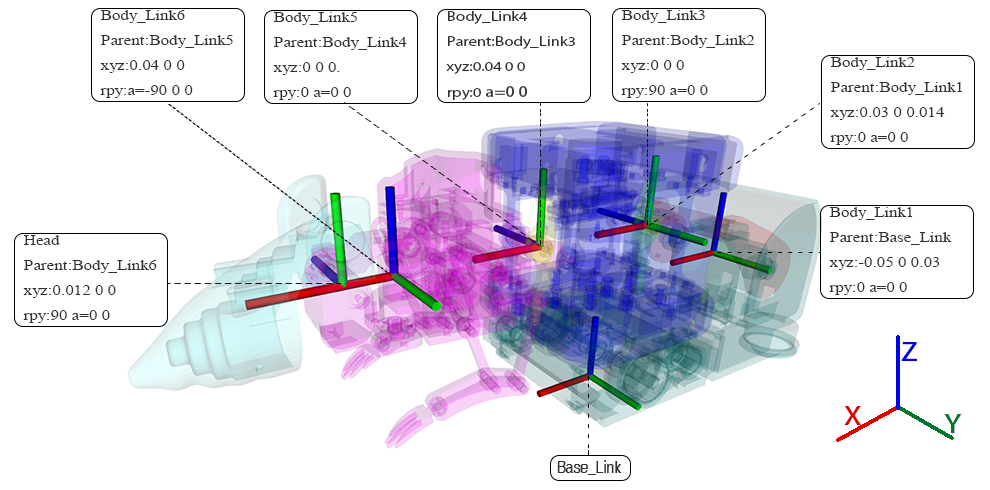 Body_Link6
Parent:Body_Link5
xyz:0.04 0 0
rpy:a=-90 0 0
Body_Link5
Parent:Body_Link4
xyz:0 0 0.
rpy:0 a=0 0
Body_Link4
Parent:Body_Link3
xyz:0.04 0 0
rpy:0 a=0 0
Body_Link3
Parent:Body_Link2
xyz:0 0 0
rpy:90 a=0 0
Body_Link2
Parent:Body_Link1
xyz:0.03 0 0.014
rpy:0 a=0 0
Head
Parent:Body_Link6
xyz:0.012 0 0
rpy:90 a=0 0
Body_Link1
Parent:Base_Link
xyz:-0.05 0 0.03
rpy:0 a=0 0
Z
X
Y
Base_Link